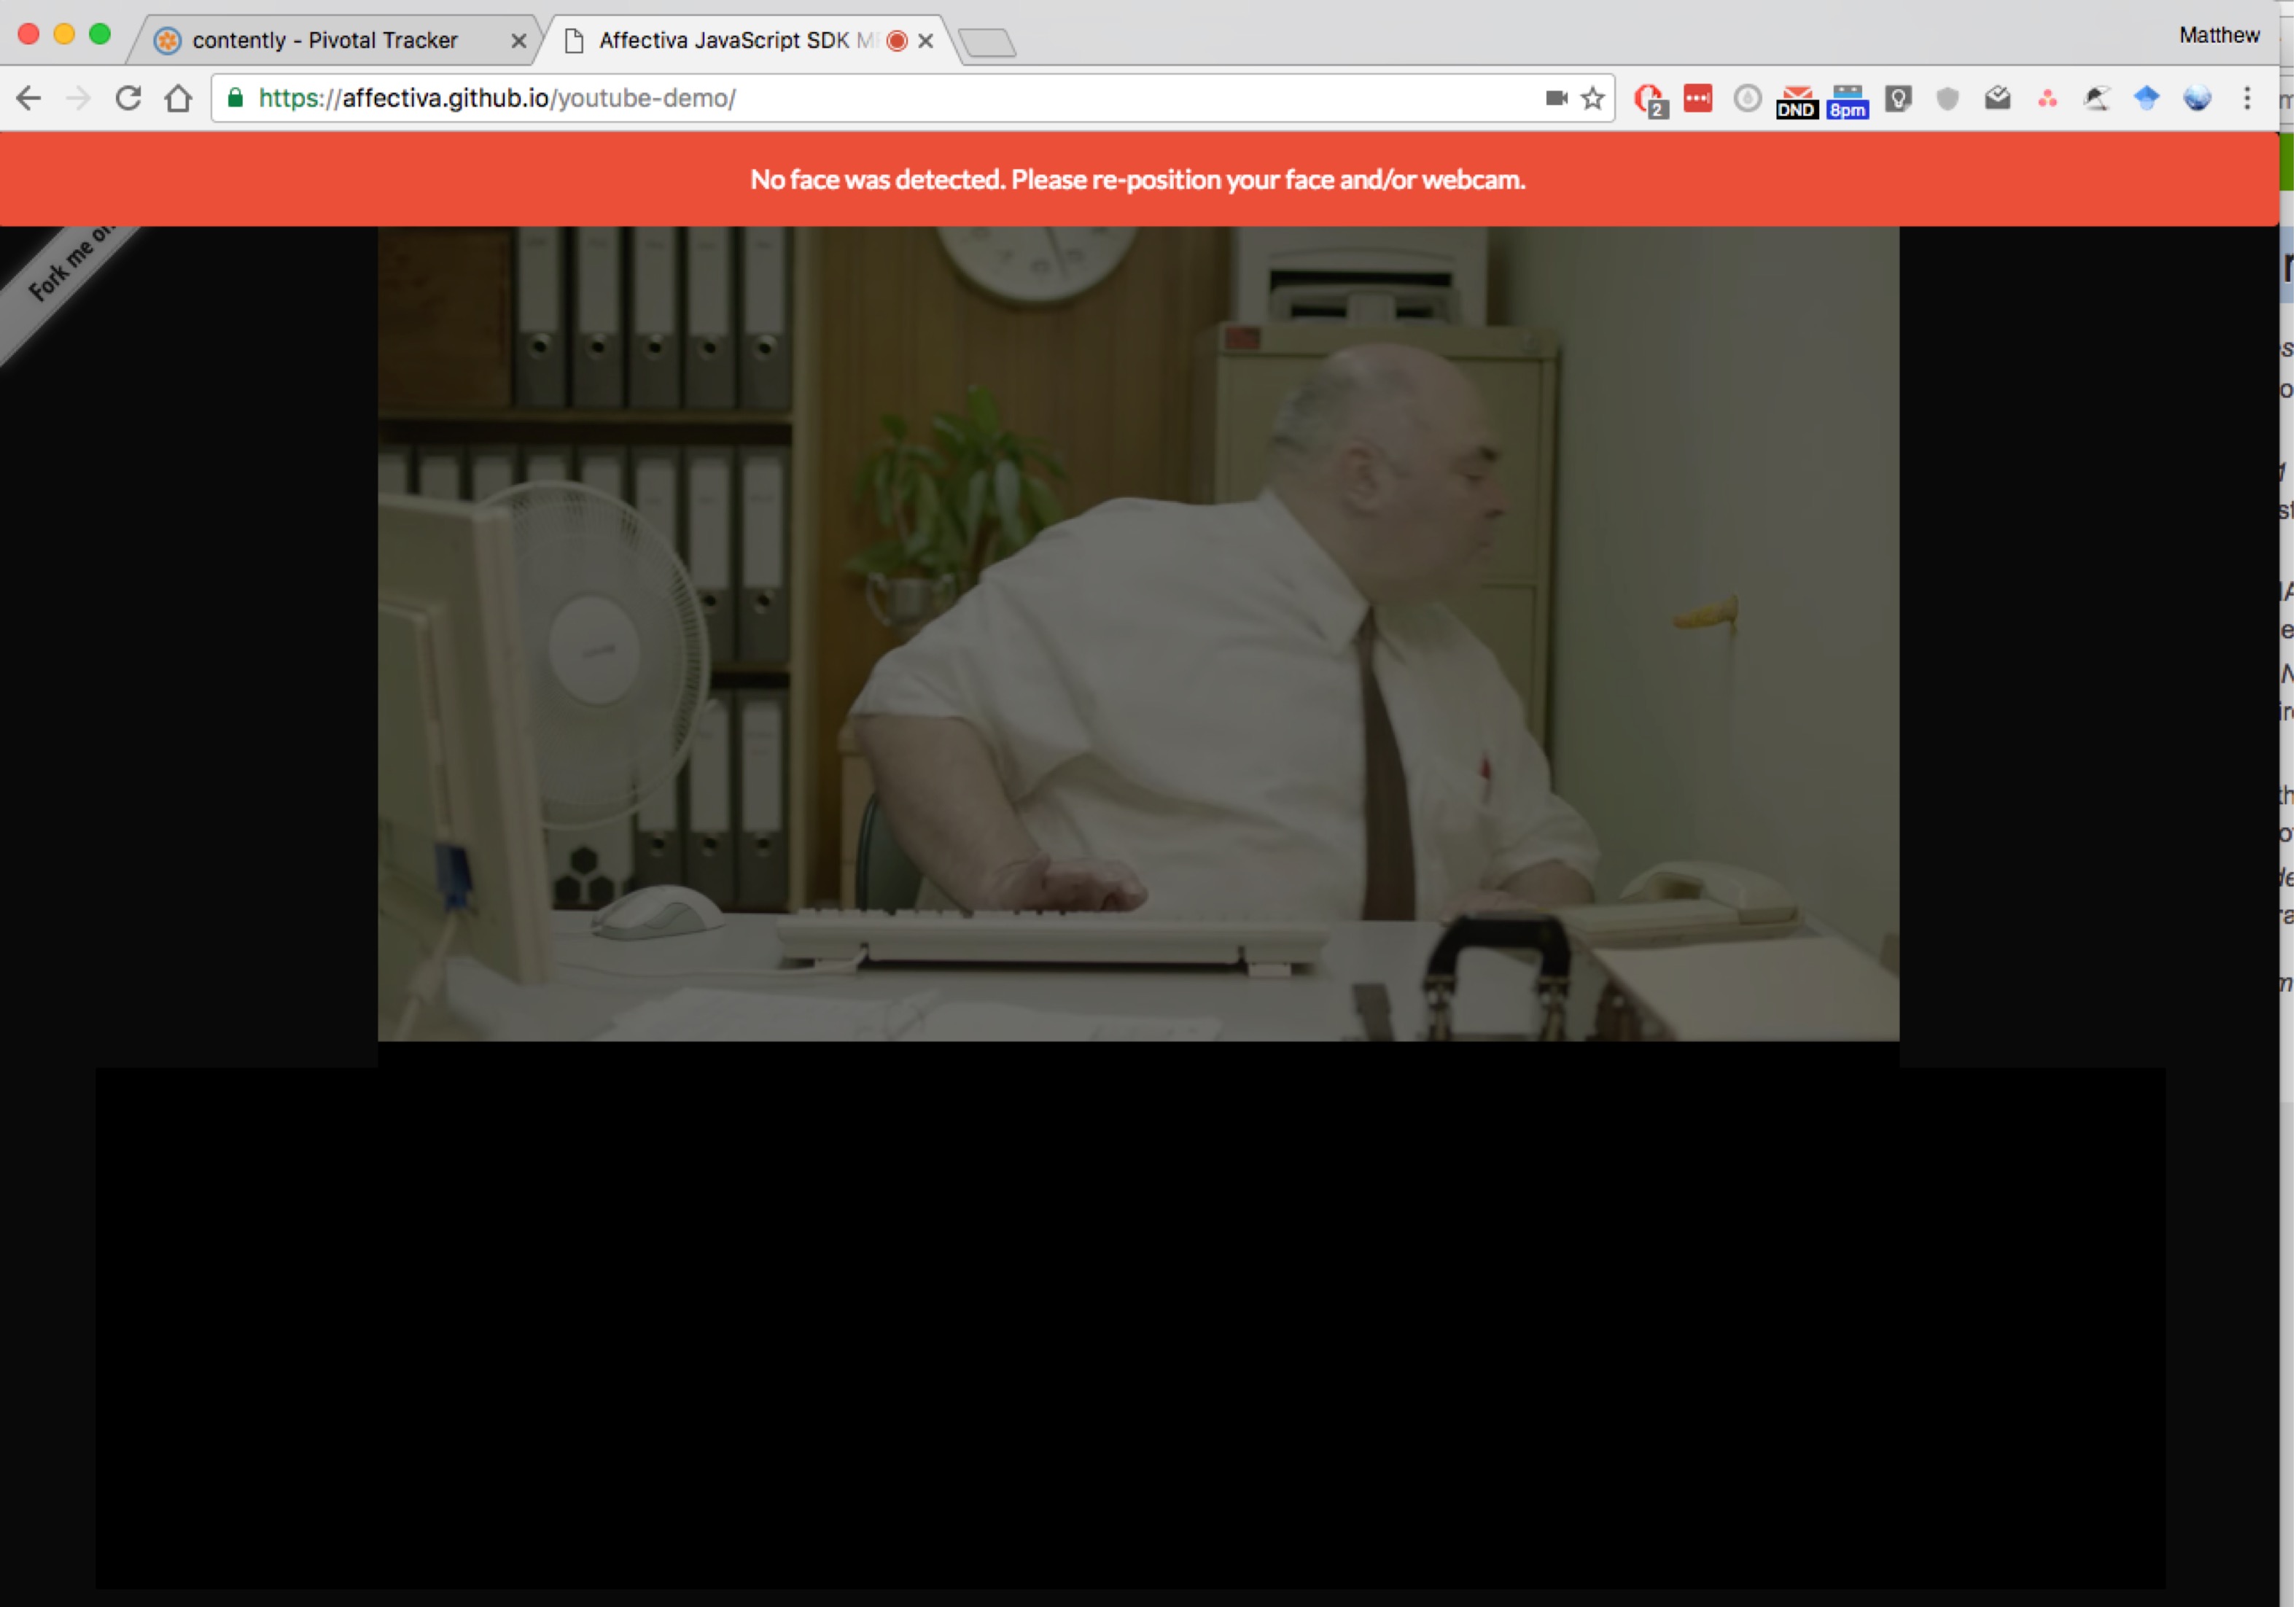 contently - Pivotal Tracker
Affectiva JavaScript SDK
Matthew
https://affectiva.github.io/youtube-demo/
2
DND
8pm
No face was detected. Please re-position your face and/or webcam.
Fork me on